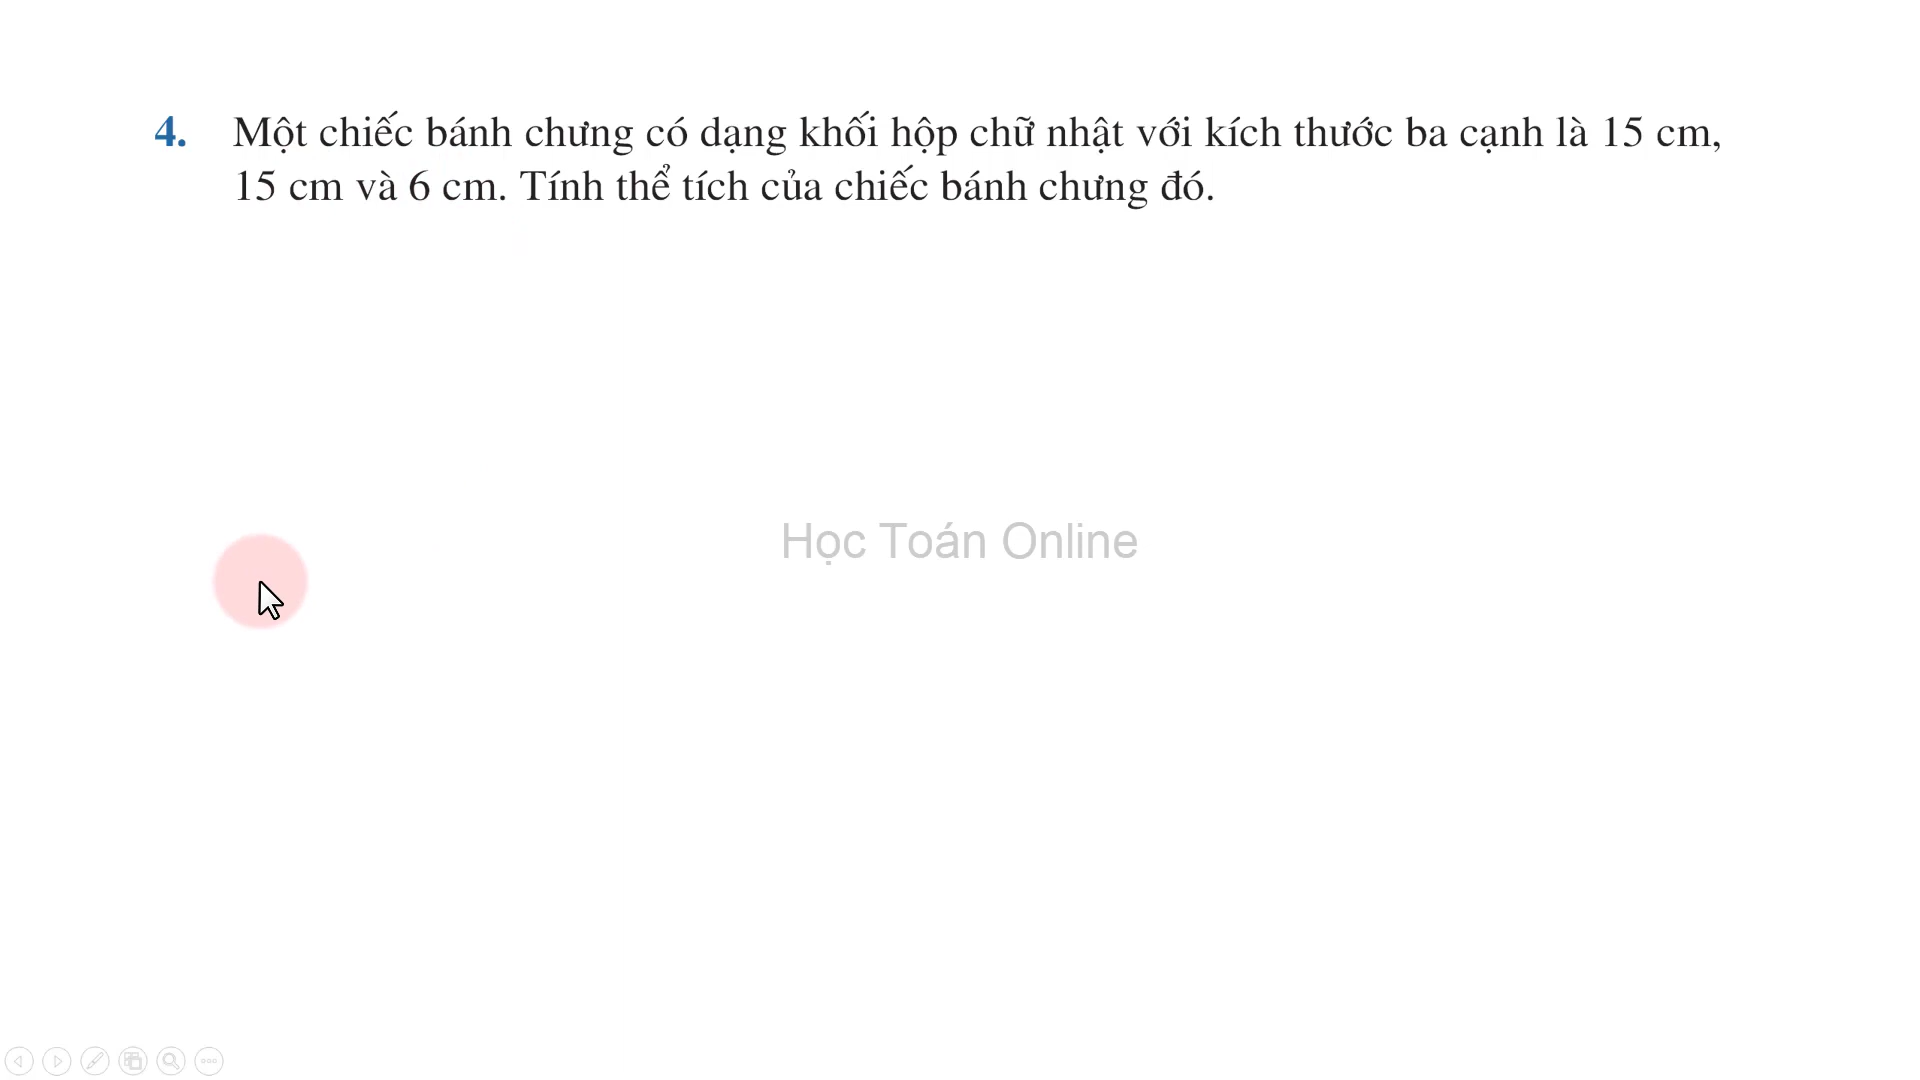 4. Một chiếc bánh chưng có dạng khối hộp chữ nhật với kích thước ba cạnh là 15 cm,
15 cm và 6 cm. Tính thể tích của chiếc bánh chưng đó.
Học Toán Online